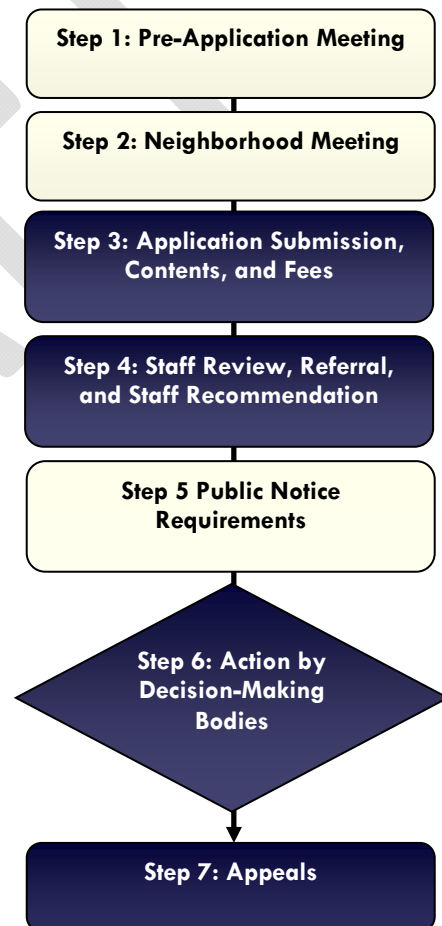 Step 1: Pre-Application Meeting
Step 2: Neighborhood Meeting
Step 3: Application Submission,
Contents, and Fees
Step 4: Staff Review, Referral,
and Staff Recommendation
Step 5 Public Notice
Requirements
Step 6: Action by
Decision-Making
Bodies
Step 7: Appeals